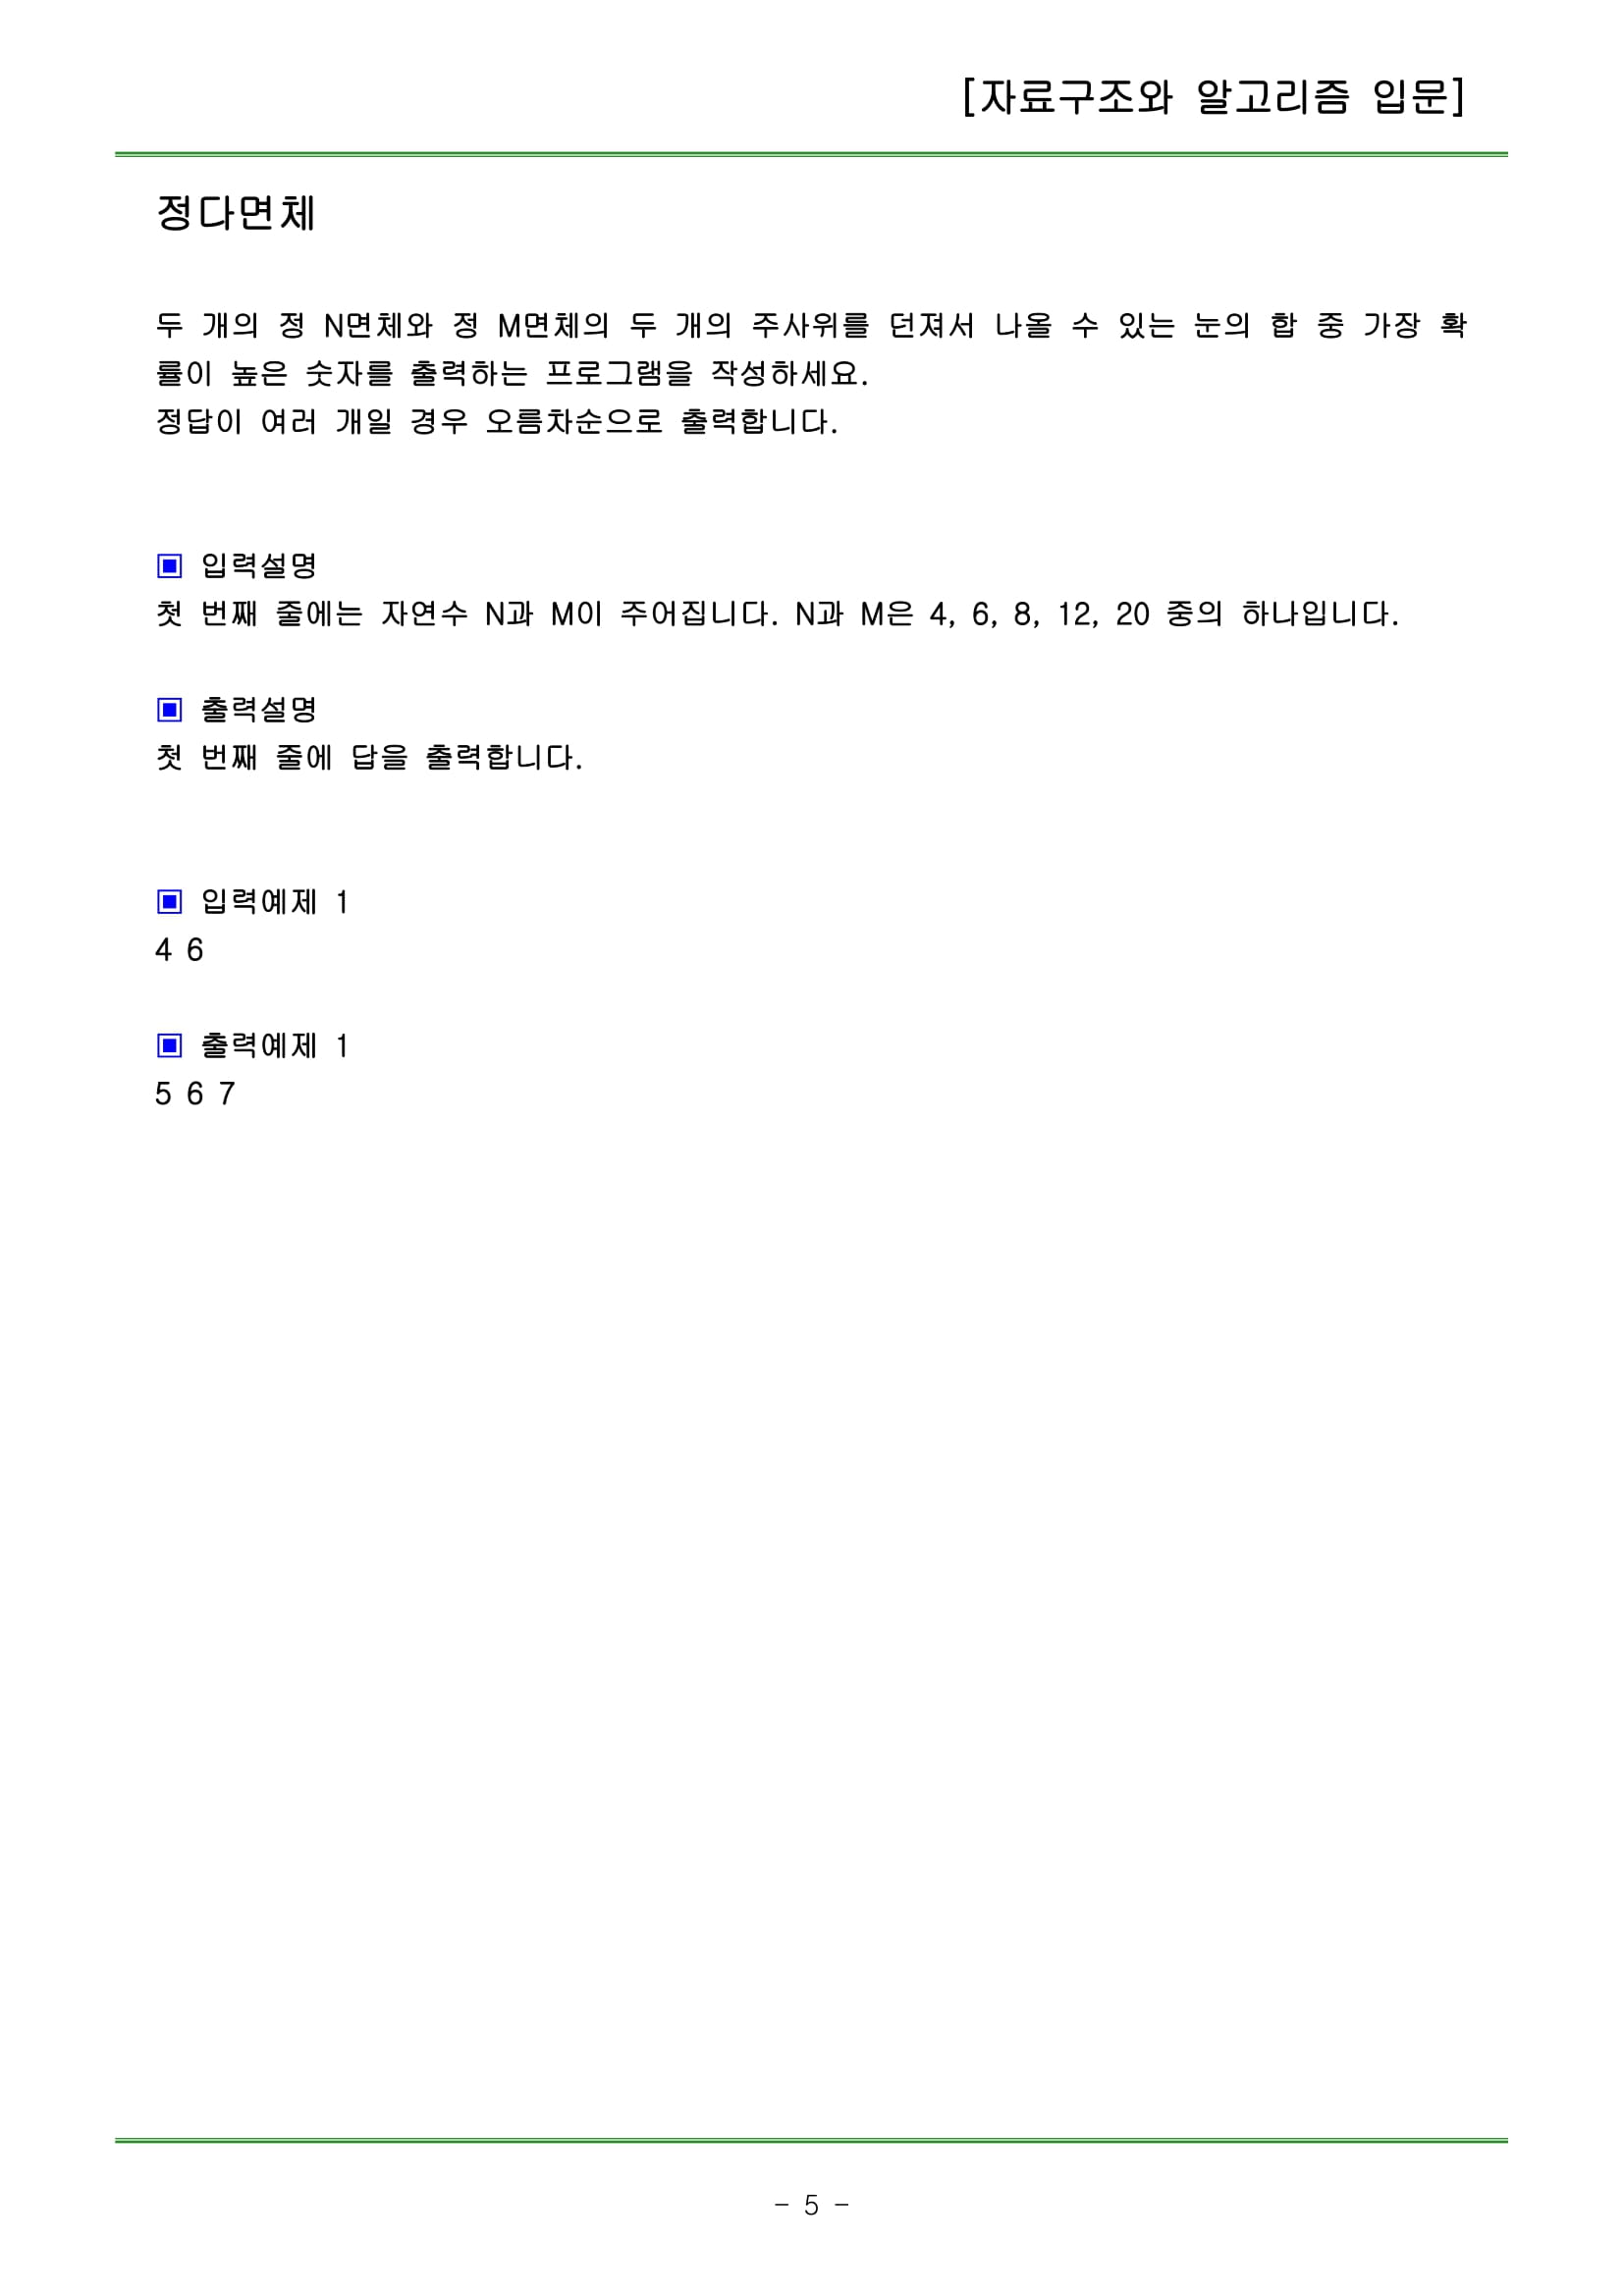 [자료구조와 알고리즘 입문]
정다면체
두 개의 정 N면체와 정 M면체의 두 개의 주사위를 던져서 나올 수 있는 눈의 합 중 가장 확
률이 높은 숫자를 출력하는 프로그램을 작성하세요.
정답이 여러 개일 경우 오름차순으로 출력합니다.
▣ 입력설명
첫 번째 줄에는 자연수 N과 M이 주어집니다. N과 M은 4, 6, 8, 12, 20 중의 하나입니다.
▣ 출력설명
첫 번째 줄에 답을 출력합니다.
▣ 입력예제 1
4 6
▣ 출력예제 1
5 6 7
- 5 -